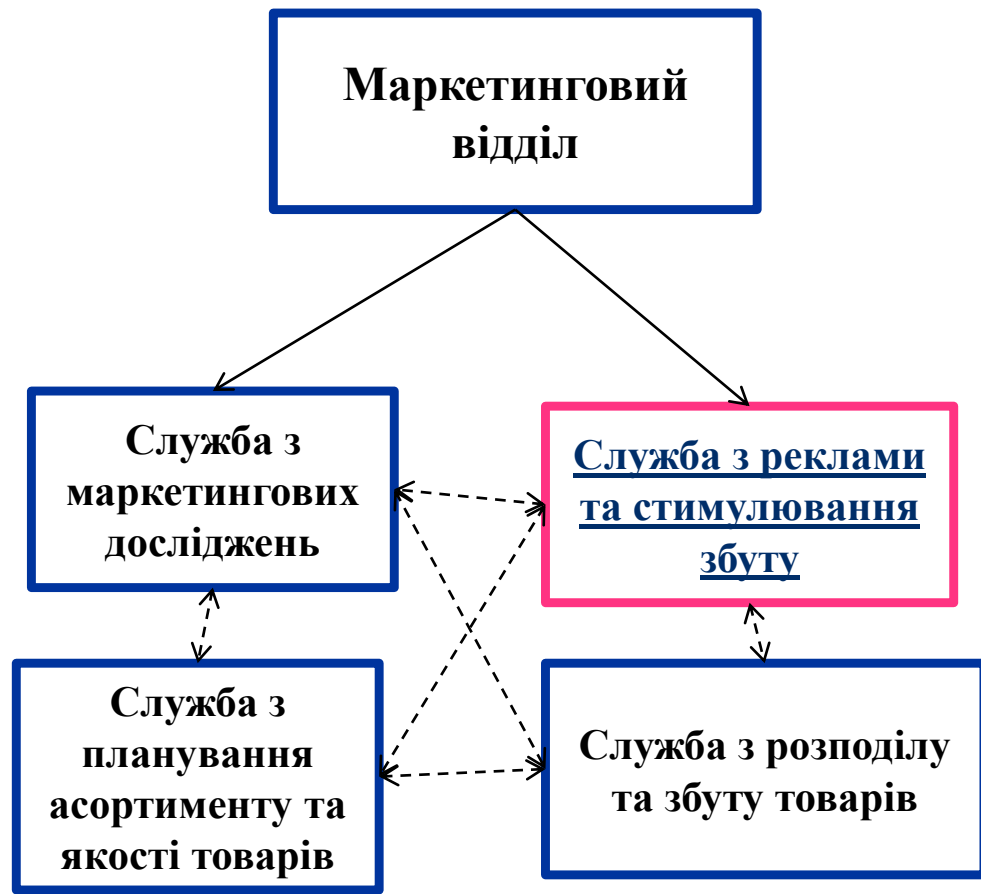 Маркетинговий
відділ
Служба з
маркетингових
досліджень
Служба з реклами
та стимулювання
збуту
Служба з
планування
асортименту та
якості товарів
Служба з розподілу
та збуту товарів